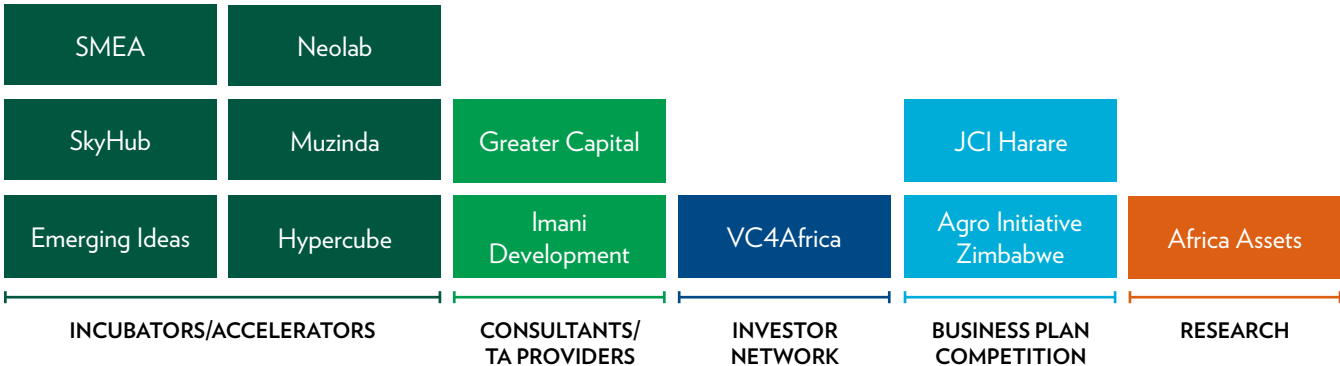 SMEA
Neolab
SkyHub
Muzinda
Greater Capital
JCI Harare
Emerging Ideas
Hypercube
Imani
Development
VC4Africa
Agro Initiative
Zimbabwe
Africa Assets
INCUBATORS/ACCELERATORS
CONSULTANTS/
TA PROVIDERS
INVESTOR
NETWORK
BUSINESS PLAN
COMPETITION
RESEARCH